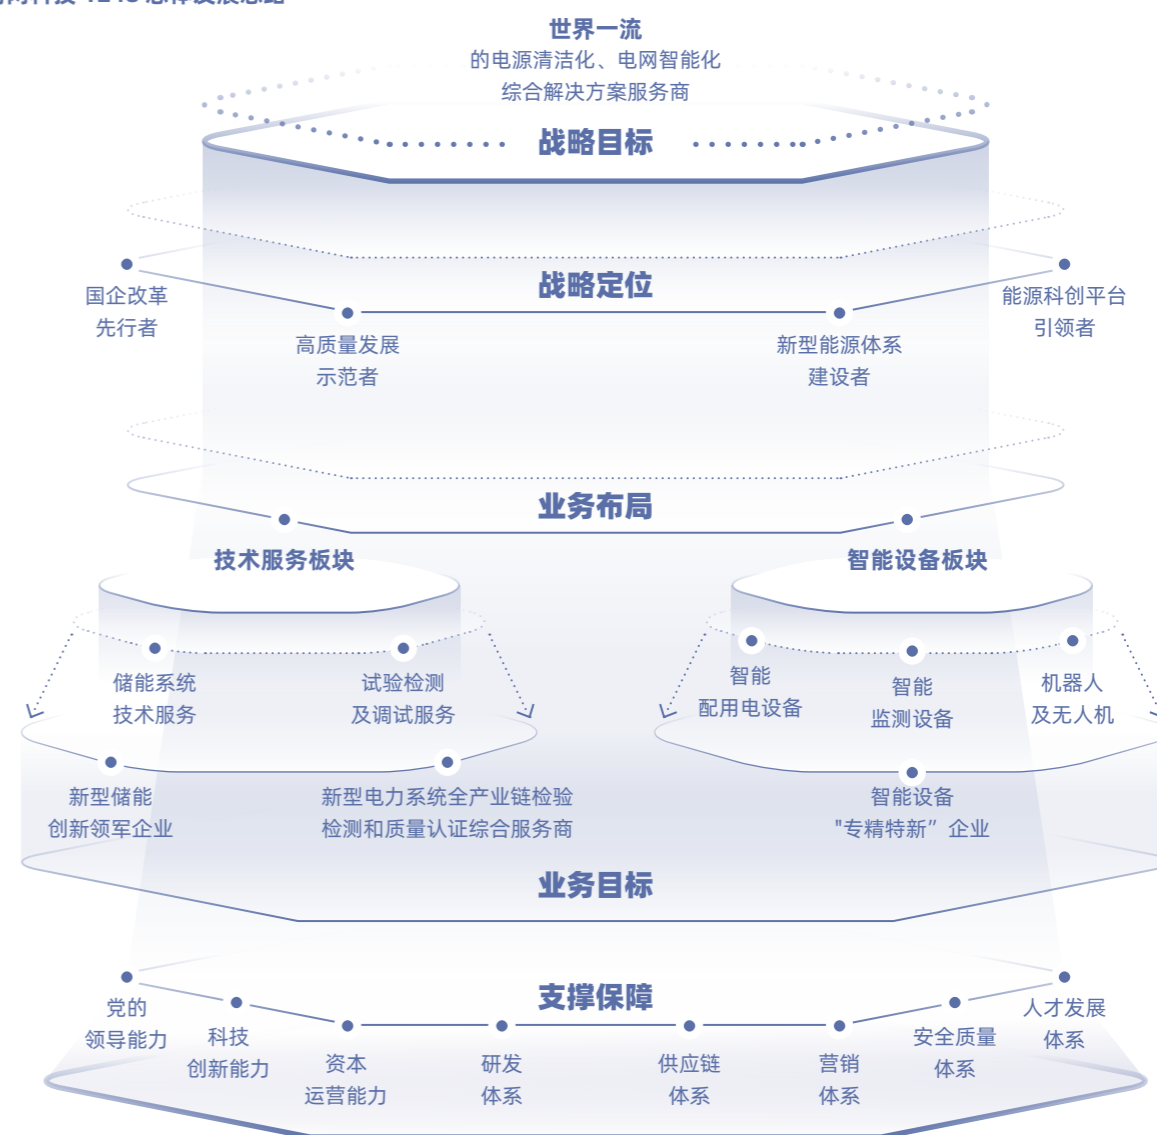 世界一流
的电源清洁化、电网智能化
综合解决方案服务商
战略目标
战略定位
国企改革
先行者
高质量发展
示范者
新型能源体系
建设者
能源科创平台
引领者
业务布局
技术服务板块
智能设备板块
储能系统
技术服务
试验检测
及调试服务
智能
配用电设备
智能
监测设备
机器人
及无人机
新型储能
创新领军企业
新型电力系统全产业链检验
检测和质量认证综合服务商
智能设备
"专精特新”企业
业务目标
支撑保障
党的
领导能力
科技
创新能力
资本
运营能力
研发
体系
供应链
体系
营销
体系
安全质量
体系
人才发展
体系